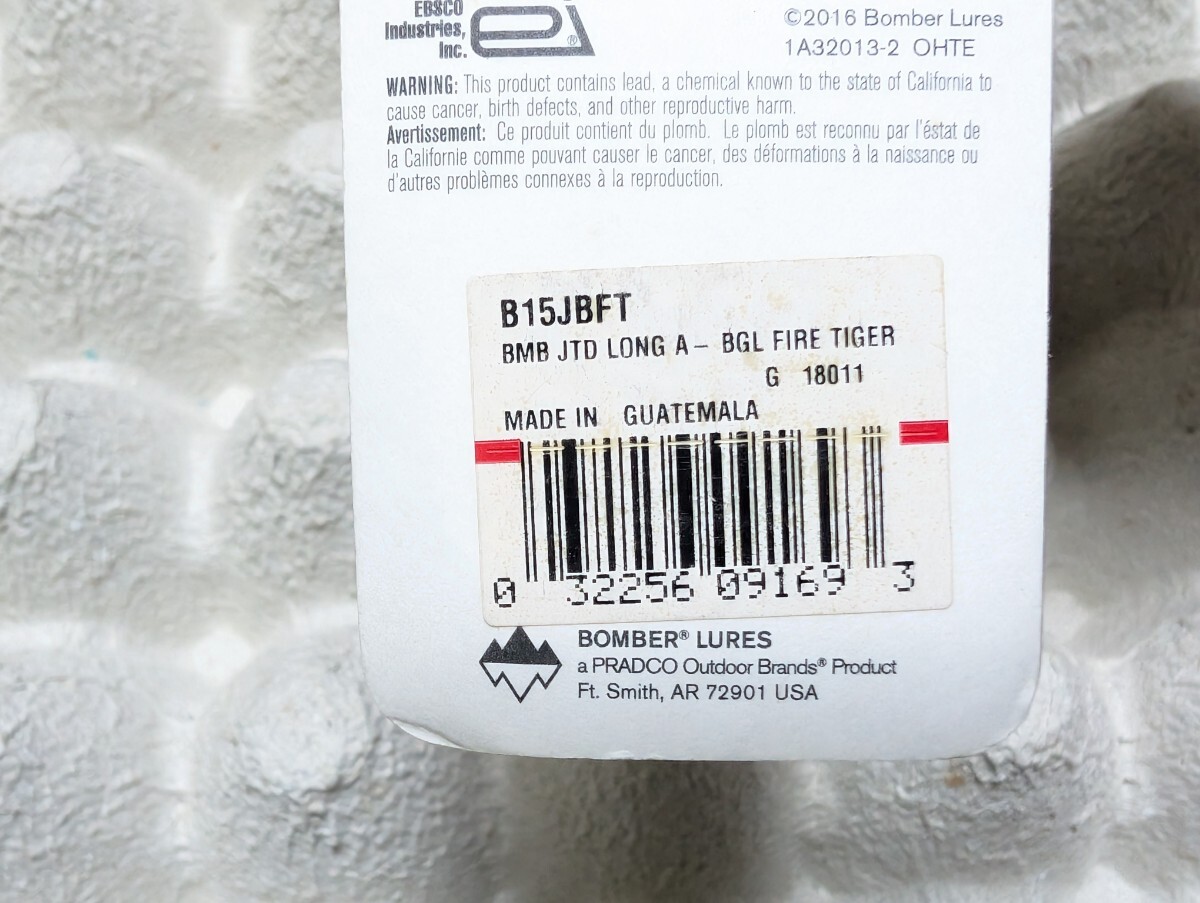 EBSCO
Industries,
Inc.
ei®
©2016 Bomber Lures
1A32013-2 OHTE
WARNING: This product contains lead, a chemical known to the state of California to
cause cancer, birth defects, and other reproductive harm.
Avertissement: Ce produit contient du plomb. Le plomb est reconnu par l'éstat de
la Californie comme pouvant causer le cancer, des déformations à la naissance ou
d'autres problèmes connexes à la reproduction.
B15JBFT
BMB JTD LONG A – BGL FIRE TIGER
G 18011
MADE IN GUATEMALA
0 32256 09169 3
BOMBER® LURES
a PRADCO Outdoor Brands® Product
Ft. Smith, AR 72901 USA